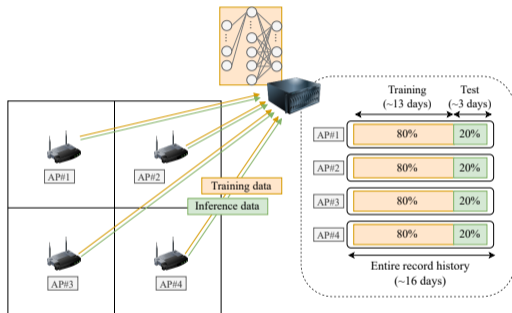 Training
(~13 days)
Test
(~3 days)
AP#1
80%
20%
AP#2
80%
20%
AP#3
80%
20%
AP#4
80%
20%
Entire record history
(~16 days)
AP#1
AP#2
Training data
Inference data
AP#3
AP#4